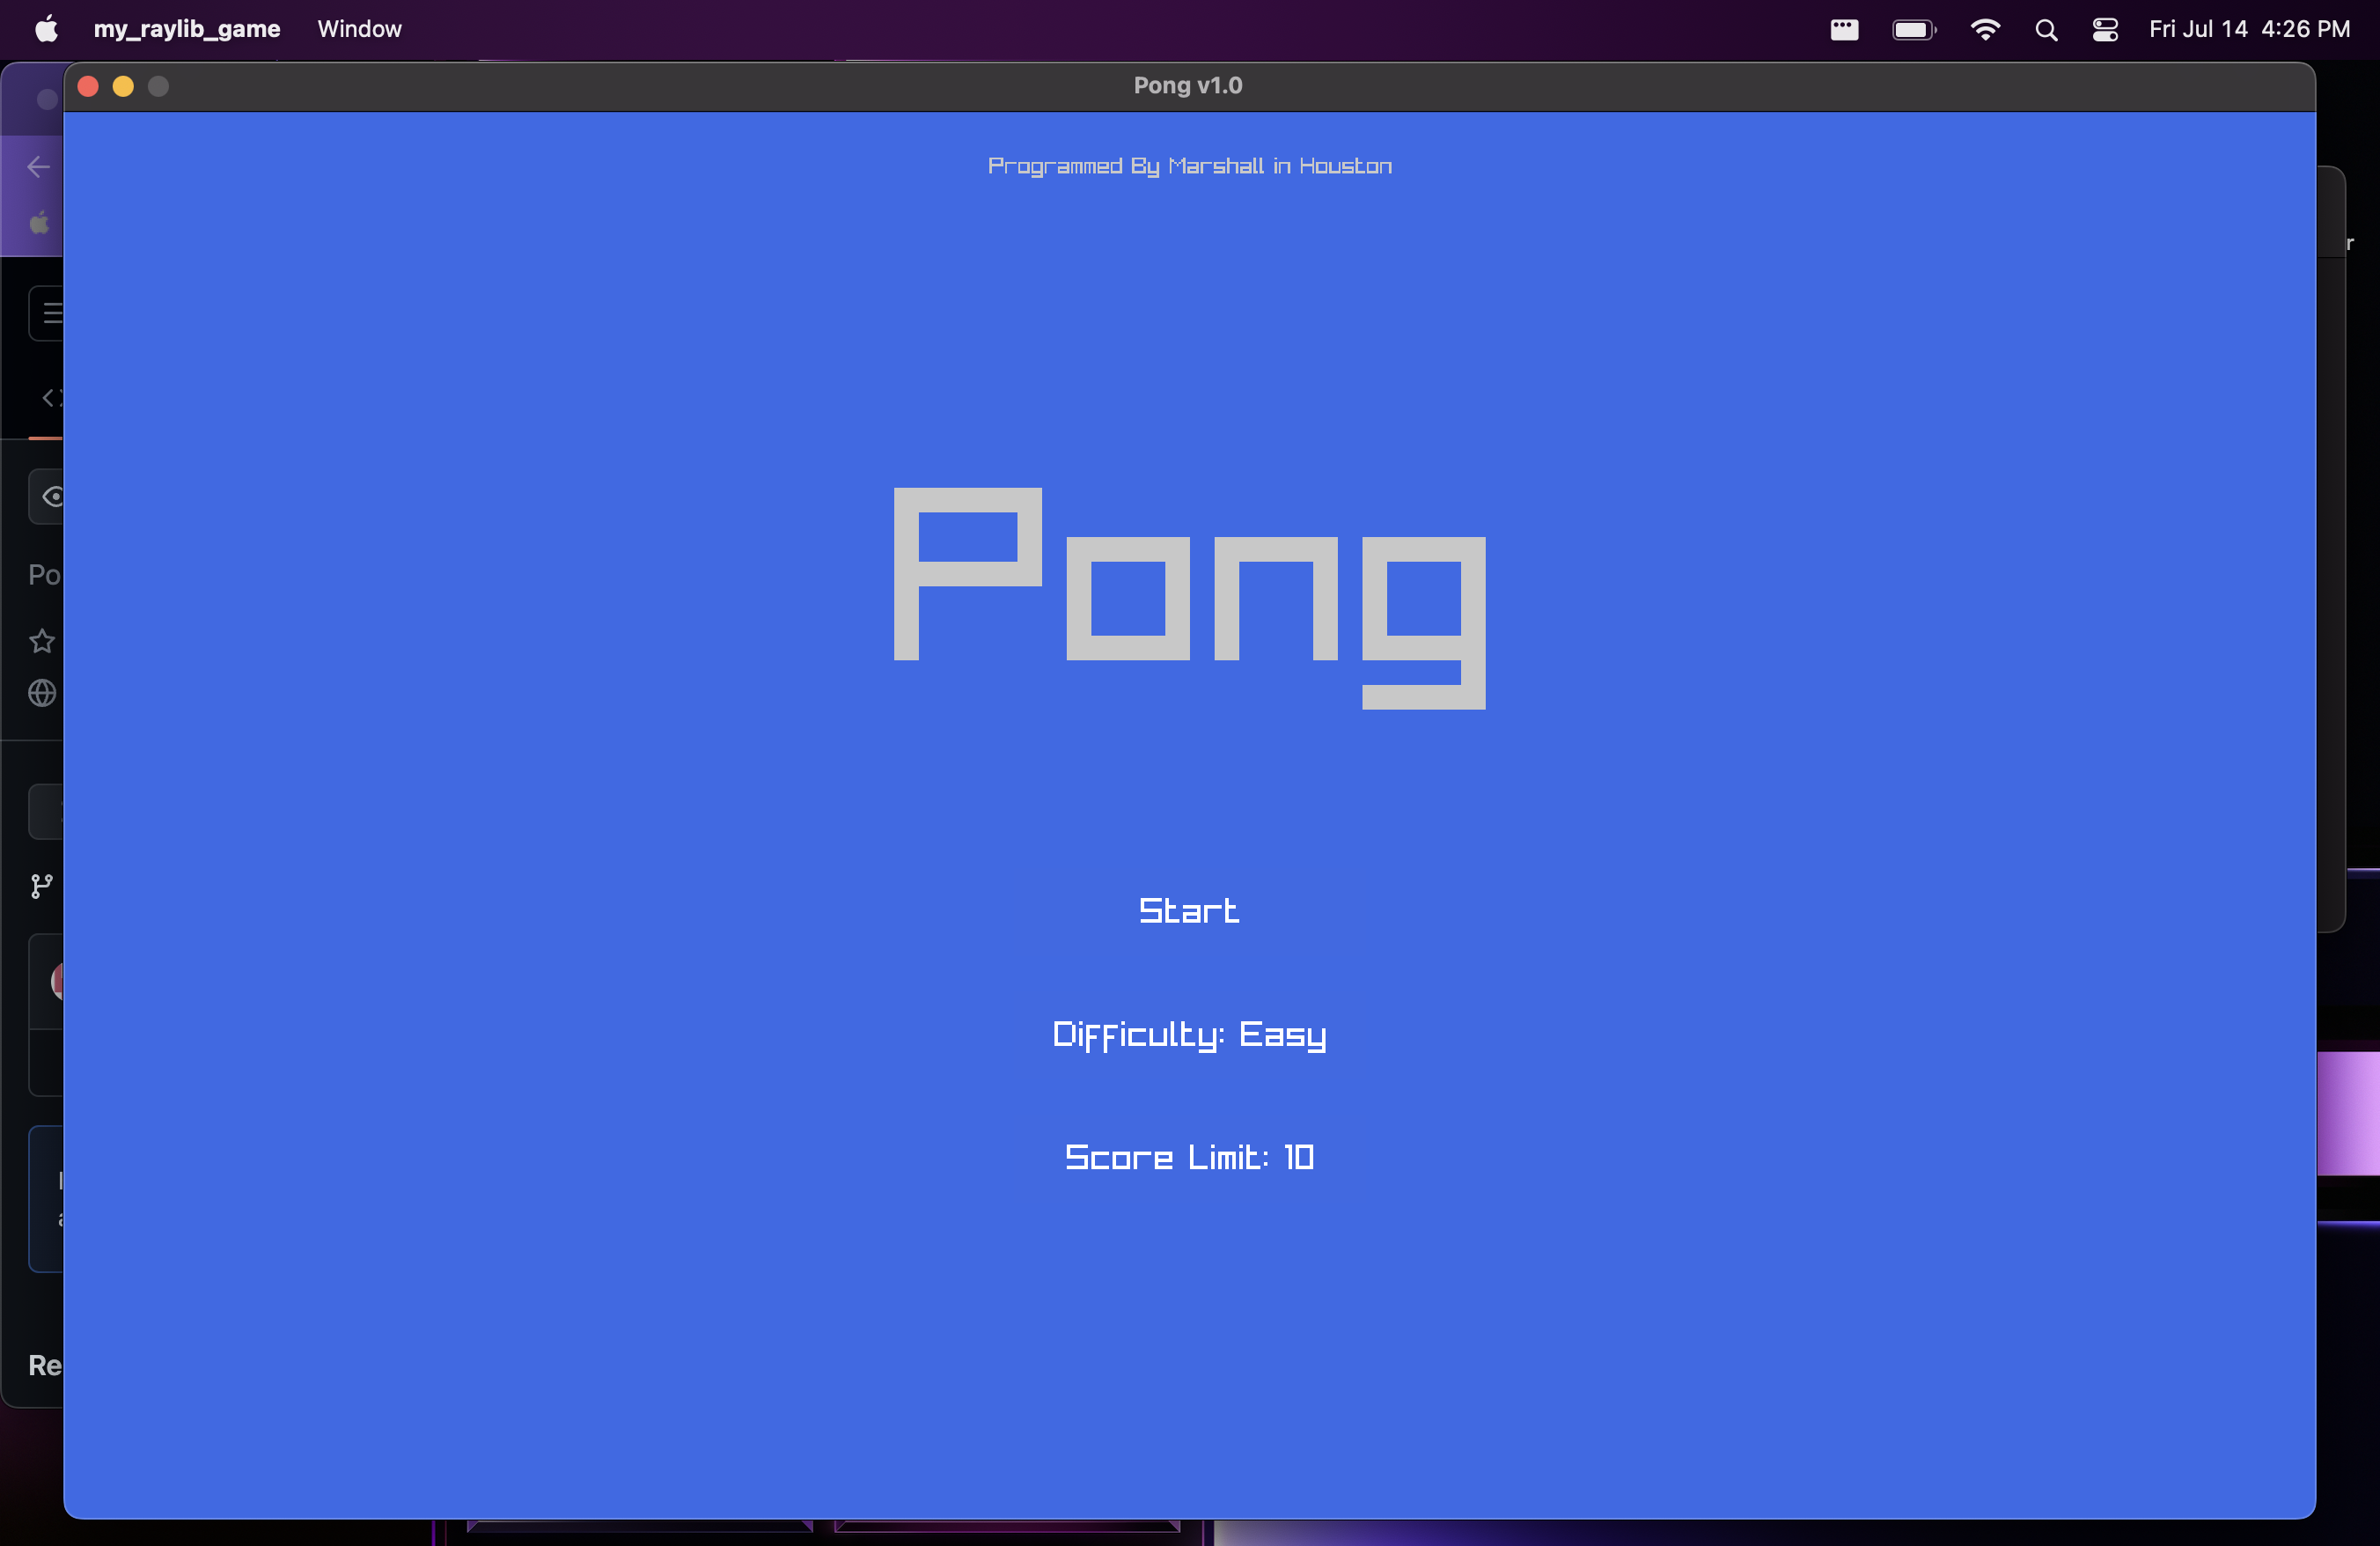 my_raylib_game Window Fri Jul 14 4:26 PM
Pong v1.0
Programmed By Marshall in Houston
Pong
Start
Difficulty: Easy
Score Limit: 10
Po
Re
r